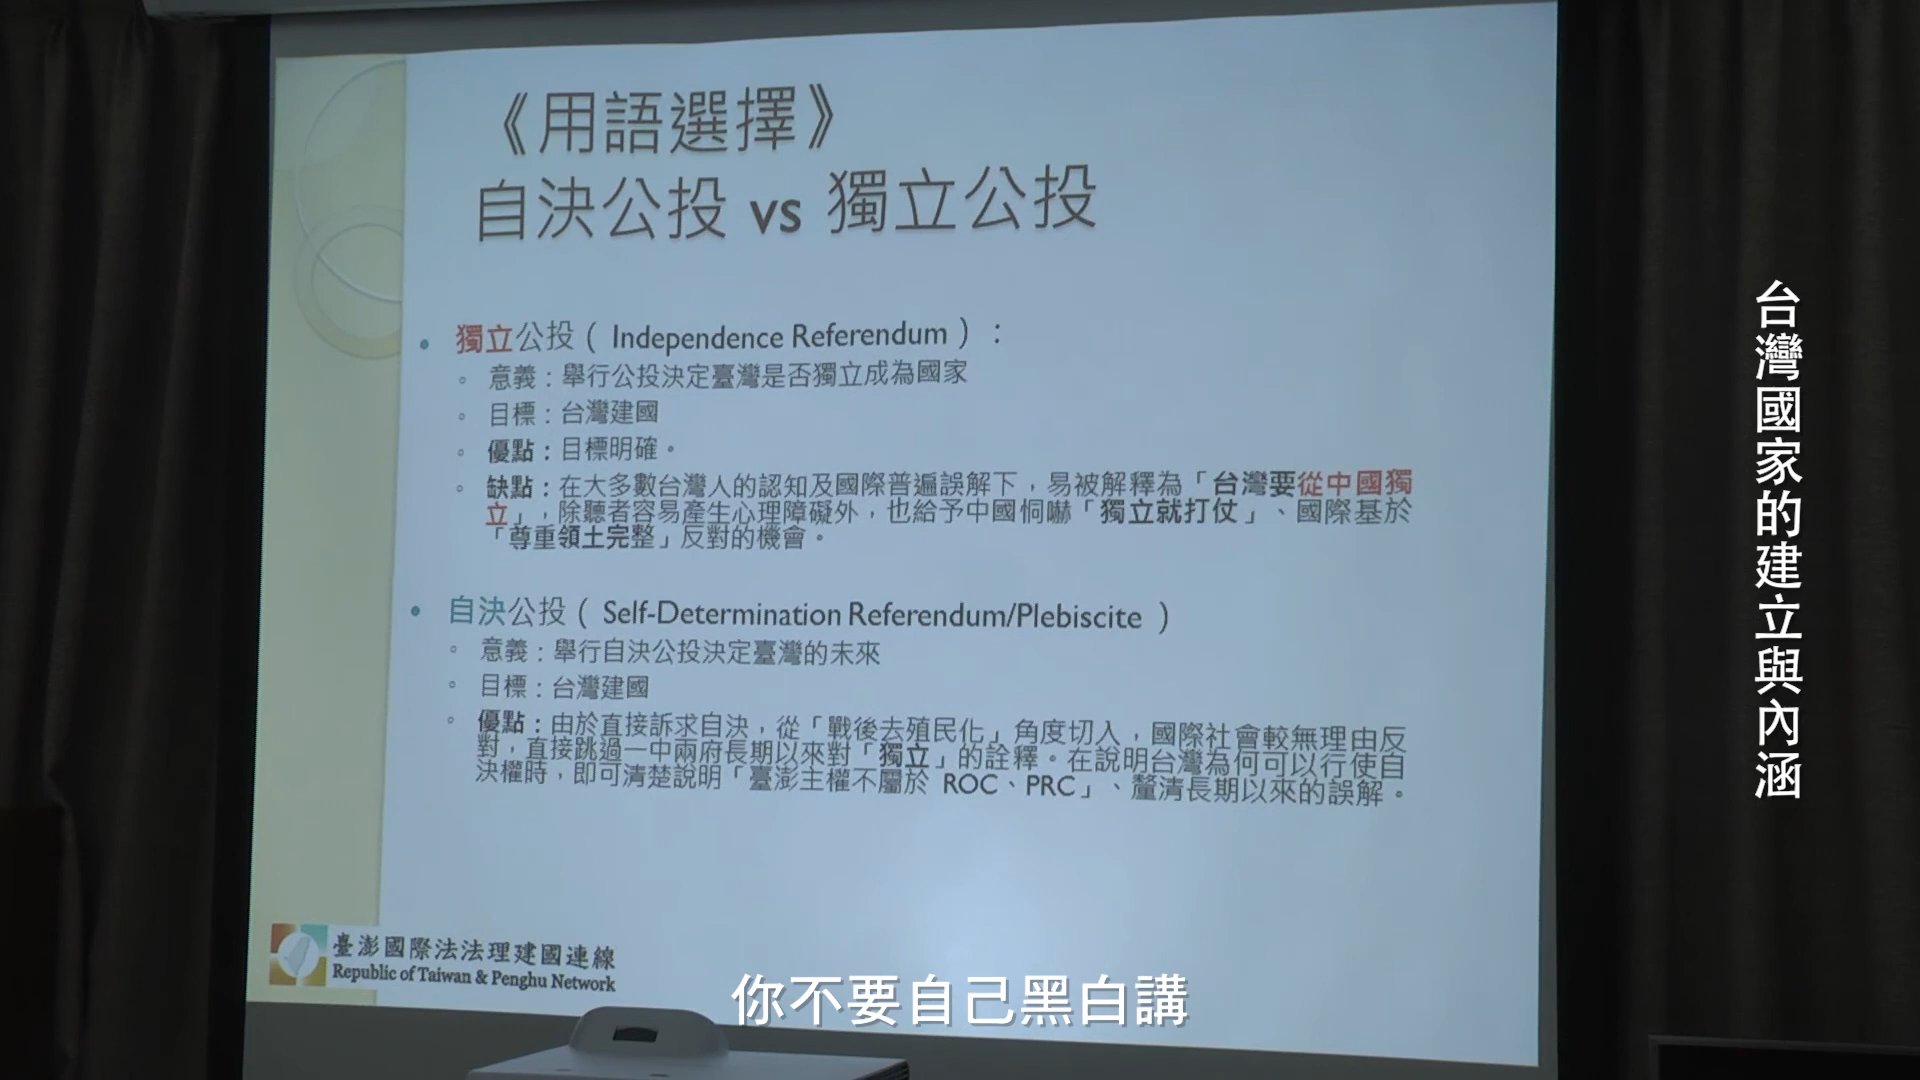 《用語選擇》
自決公投 vs 獨立公投
• 獨立公投（Independence Referendum）：
◦ 意義：舉行公投決定臺灣是否獨立成為國家
◦ 目標：台灣建國
◦ 優點：目標明確。
◦ 缺點：在大多數台灣人的認知及國際普遍誤解下，易被解釋為「台灣要從中國獨
立」，除聽者容易產生心理障礙外，也給予中國恫嚇「獨立就打仗」、國際基於
「尊重領土完整」反對的機會。
• 自決公投（Self-Determination Referendum/Plebiscite）
◦ 意義：舉行自決公投決定臺灣的未來
◦ 目標：台灣建國
◦ 優點：由於直接訴求自決，從「戰後去殖民化」角度切入，國際社會較無理由反
對，直接跳過一中兩府長期以來對「獨立」的詮釋。在說明台灣為何可以行使自
決權時，即可清楚說明「臺澎主權不屬於 ROC、PRC」、釐清長期以來的誤解。
臺澎國際法法理建國連線
Republic of Taiwan & Penghu Network
你不要自己黑白講
台灣國家的建立與內涵